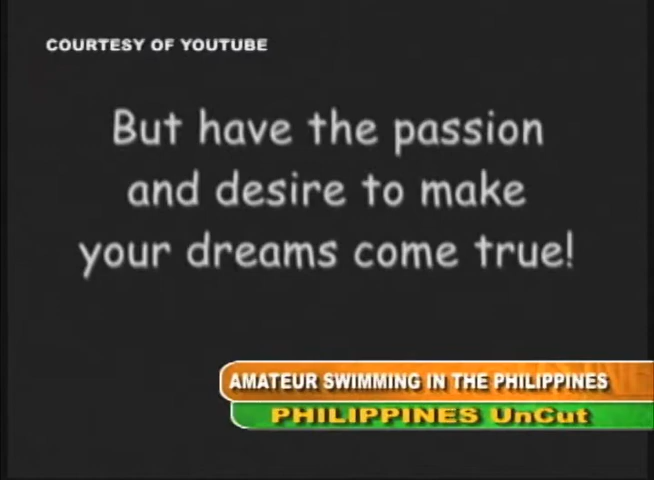 COURTESY OF YOUTUBE
But have the passion
and desire to make
your dreams come true!
AMATEUR SWIMMING IN THE PHILIPPINES
PHILIPPINES UnCut